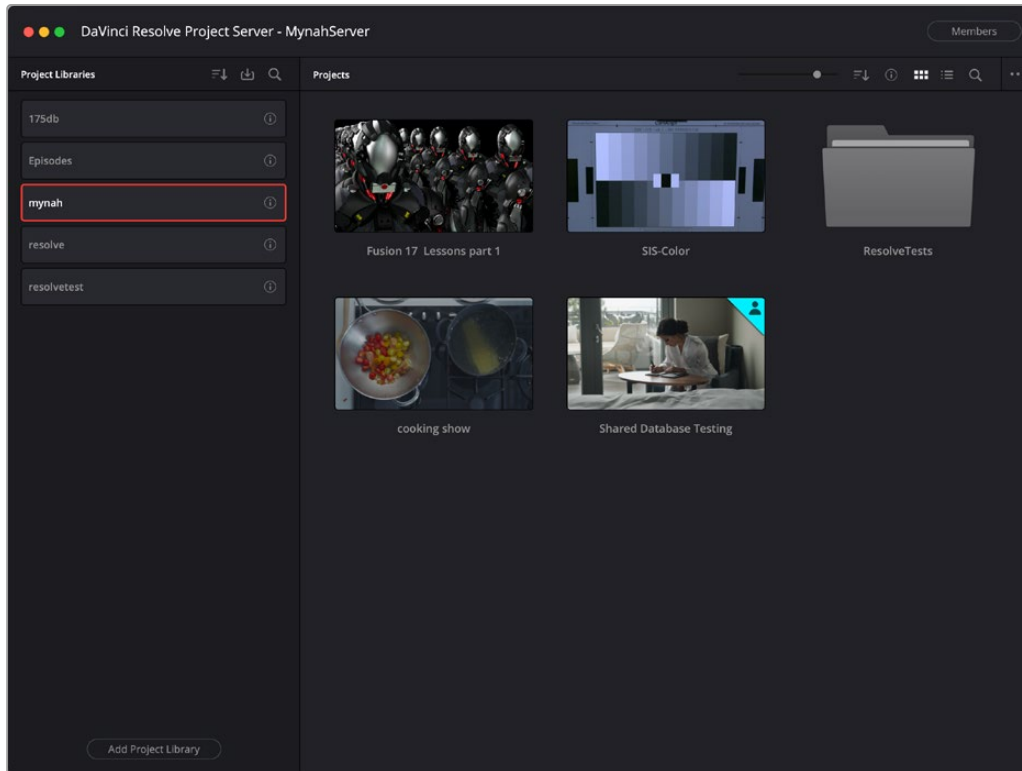 DaVinci Resolve Project Server - MynahServer
Members
Project Libraries
Projects
175db
Episodes
mynah
resolve
resolvetest
Fusion 17 Lessons part 1
SIS-Color
ResolveTests
cooking show
Shared Database Testing
Add Project Library